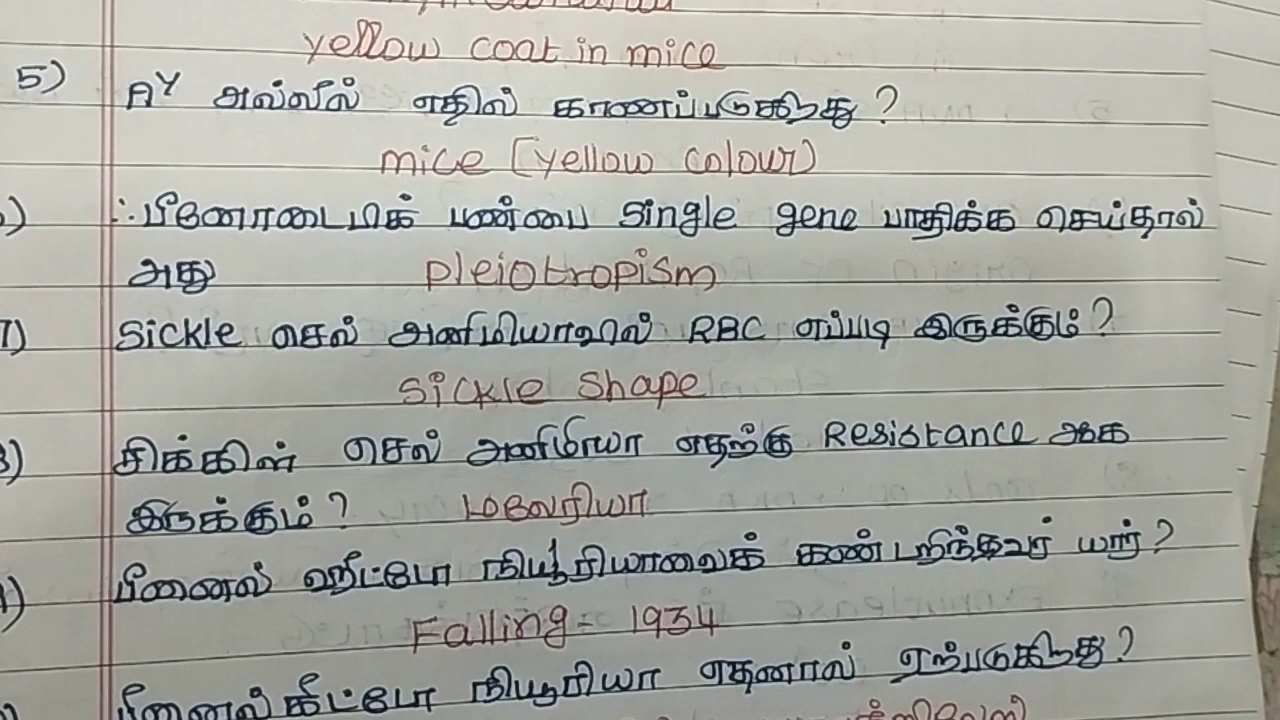 yellow coat in mice
5) Aʸ அல்லீல் எதில் காணப்படுகிறது?
mice (yellow colour)
ஃபீனோடைபிக் பண்பை single gene பாதிக்க செய்தால்
அது pleiotropism
7) Sickle செல் அனிமியாவால் RBC எப்படி இருக்கும்?
Sickle Shape
சிக்கிள் செல் அனிமியா எதற்கு Resistance ஆக
இருக்கும்? மலேரியா
பீனைல் ஹீட்டோ நியூரியாவைக் கண்டறிந்தவர் யார்?
Falling - 1934
பீனைல் கீட்டோ நியூரியா எதனால் ஏற்படுகிறது?